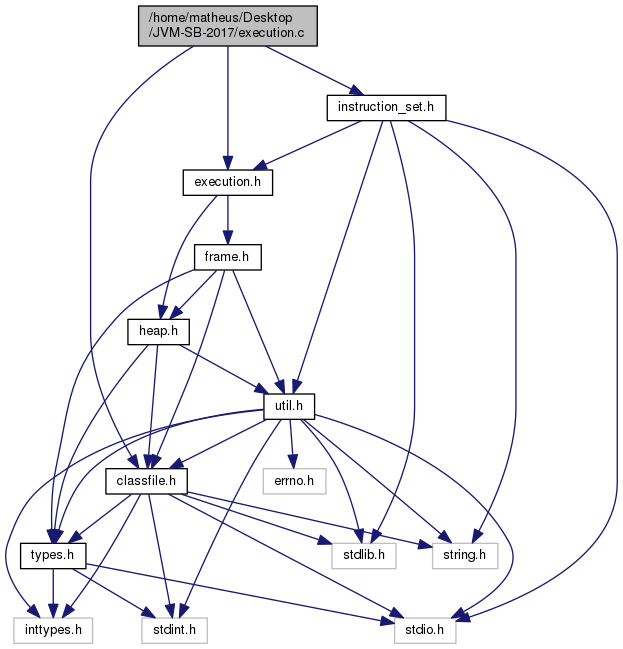 /home/matheus/Desktop
/JVM-SB-2017/execution.c
instruction_set.h
execution.h
frame.h
heap.h
util.h
classfile.h
errno.h
types.h
stdlib.h
string.h
inttypes.h
stdint.h
stdio.h